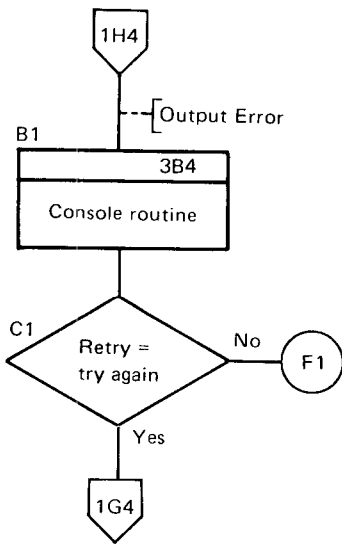 1H4
Output Error
B1
3B4
Console routine
C1
Retry =
try again
No
F1
Yes
1G4